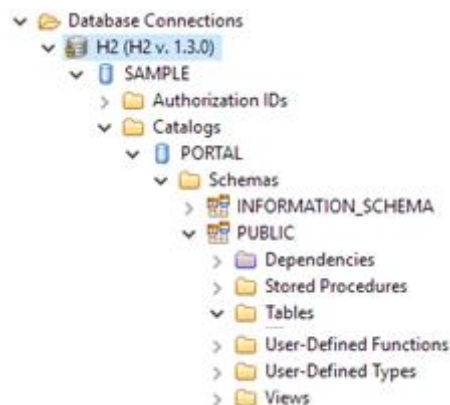 Database Connections
H2 (H2 v. 1.3.0)
SAMPLE
Authorization IDs
Catalogs
PORTAL
Schemas
INFORMATION_SCHEMA
PUBLIC
Dependencies
Stored Procedures
Tables
User-Defined Functions
User-Defined Types
Views